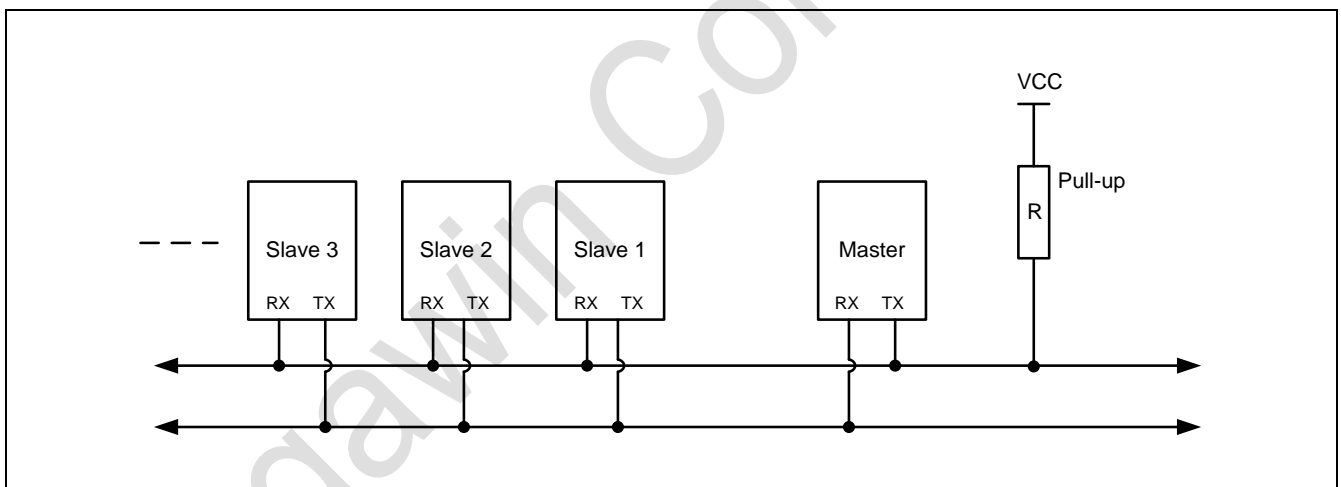 VCC
Pull-up
R
Slave 3
Slave 2
Slave 1
Master
RX TX
RX TX
RX TX
RX TX